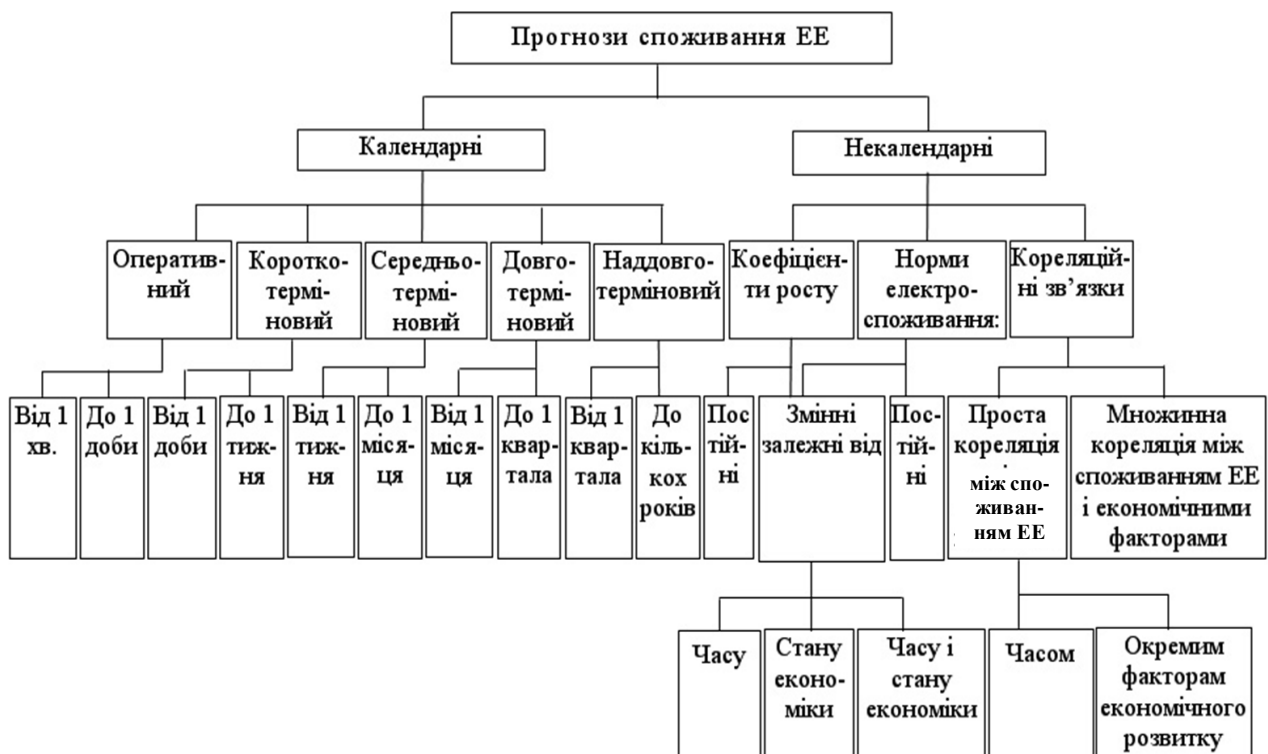 Прогнози споживання ЕЕ
Календарні
Некалендарні
Оператив-
ний
Коротко-
термі-
новий
Середньо-
термі-
новий
Довго-
терміні-
новий
Наддовго-
терміновий
Коефіцієн-
ти росту
Норми
електро-
споживання:
Кореляцій-
ні зв’язки
Від 1
хв.
До 1
доби
Від 1
доби
До 1
тиж-
ня
Від 1
тиж-
ня
До 1
міся-
ця
Від 1
міся-
ця
До 1
квар-
тала
Від 1
квар-
тала
До
кіль-
кох
років
Пос
тій-
ні
Змінні
залежні від
Пос-
тій-
ні
Проста
кореляція
між спо-
живан-
ням ЕЕ
Множинна
кореляція між
споживанням ЕЕ
і економічними
факторами
Часу
Стану
еконо-
міки
Часу і
стану
економіки
Часом
Окремим
факторам
економічного
розвитку